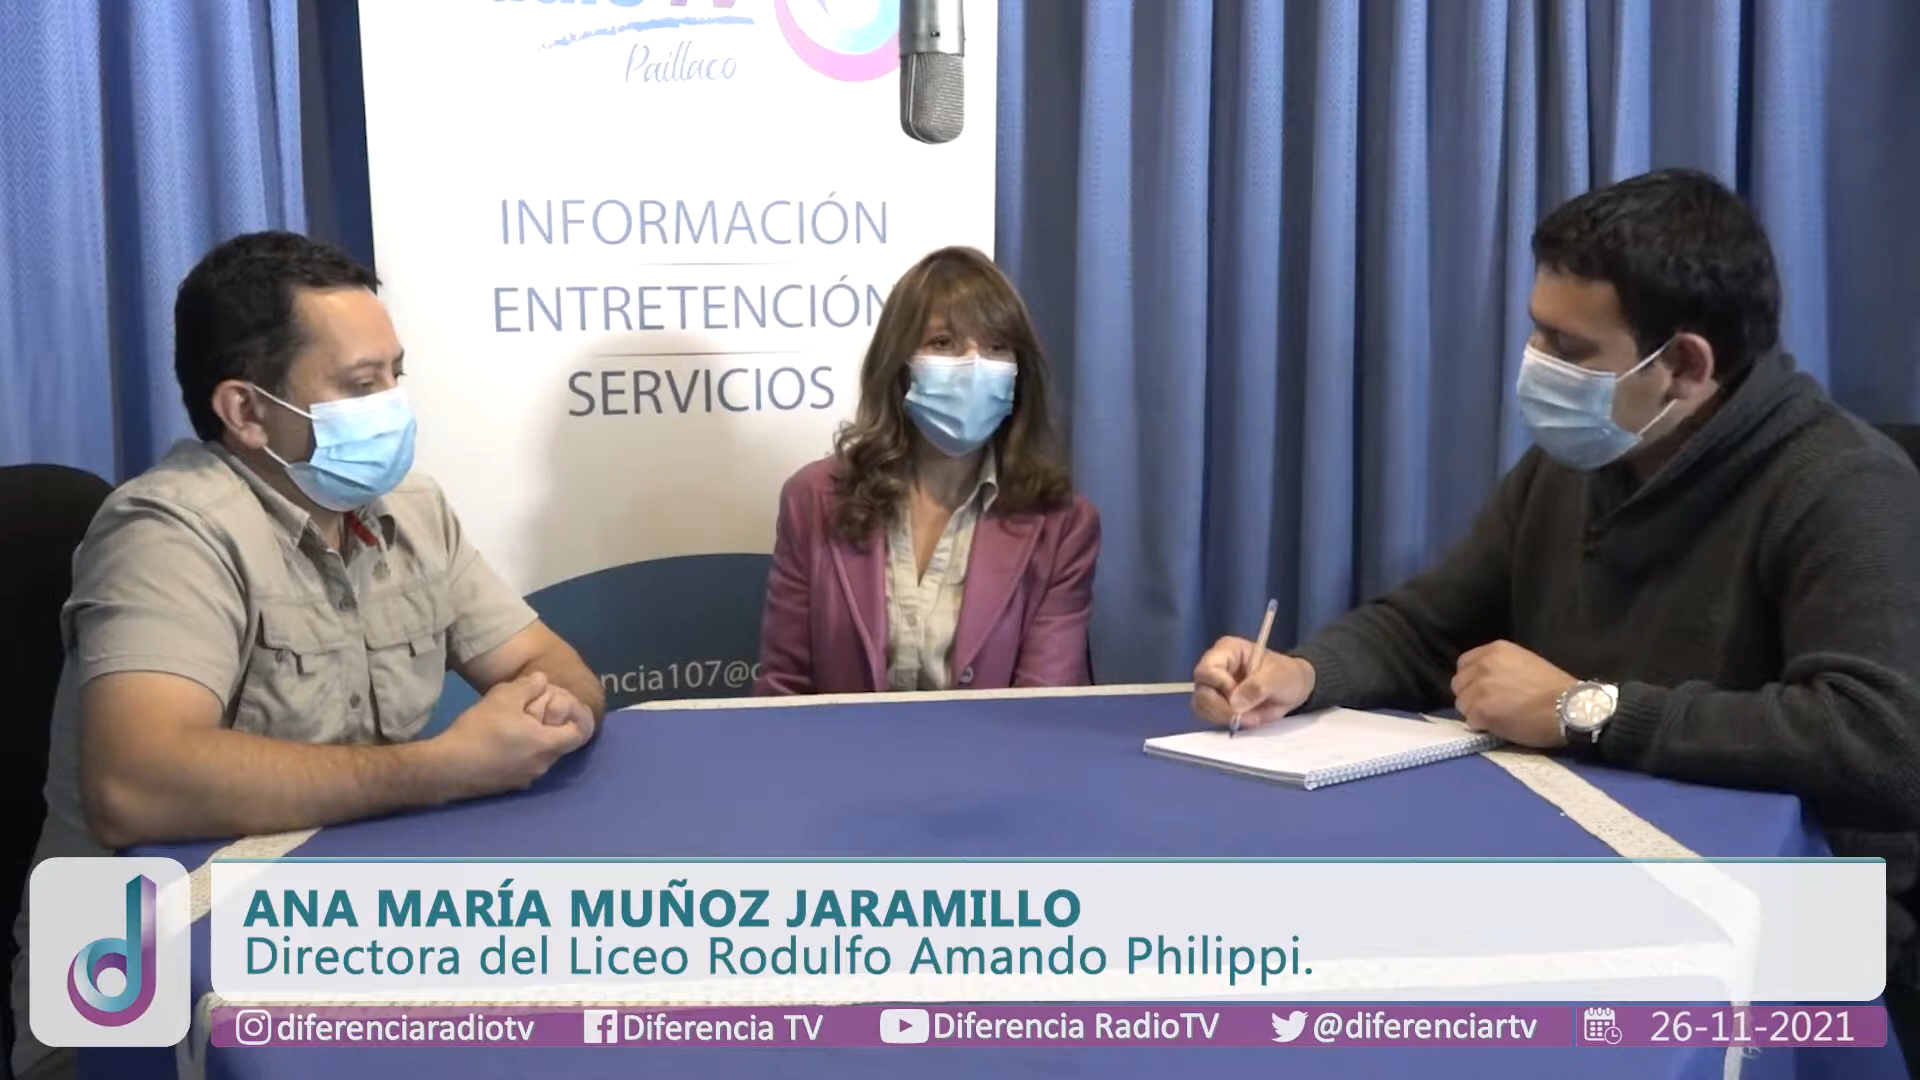 Paillaco
INFORMACIÓN
ENTRETENCIÓN
SERVICIOS
ncia107@
ANA MARÍA MUÑOZ JARAMILLO
Directora del Liceo Rodulfo Amando Philippi.
diferenciaradiotv
Diferencia TV
Diferencia RadioTV
@diferenciartv
26-11-2021